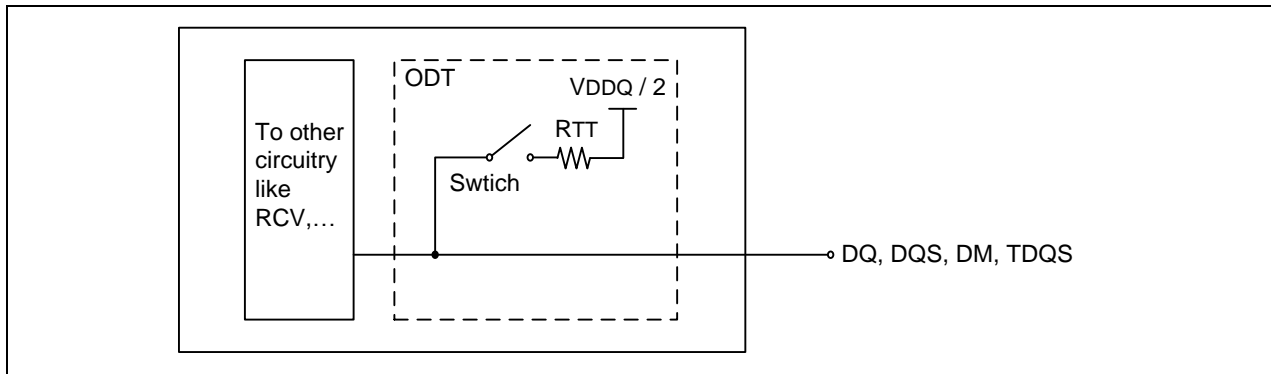 ODT
VDDQ / 2
RTT
Swtich
To other
circuitry
like
RCV,…
DQ, DQS, DM, TDQS